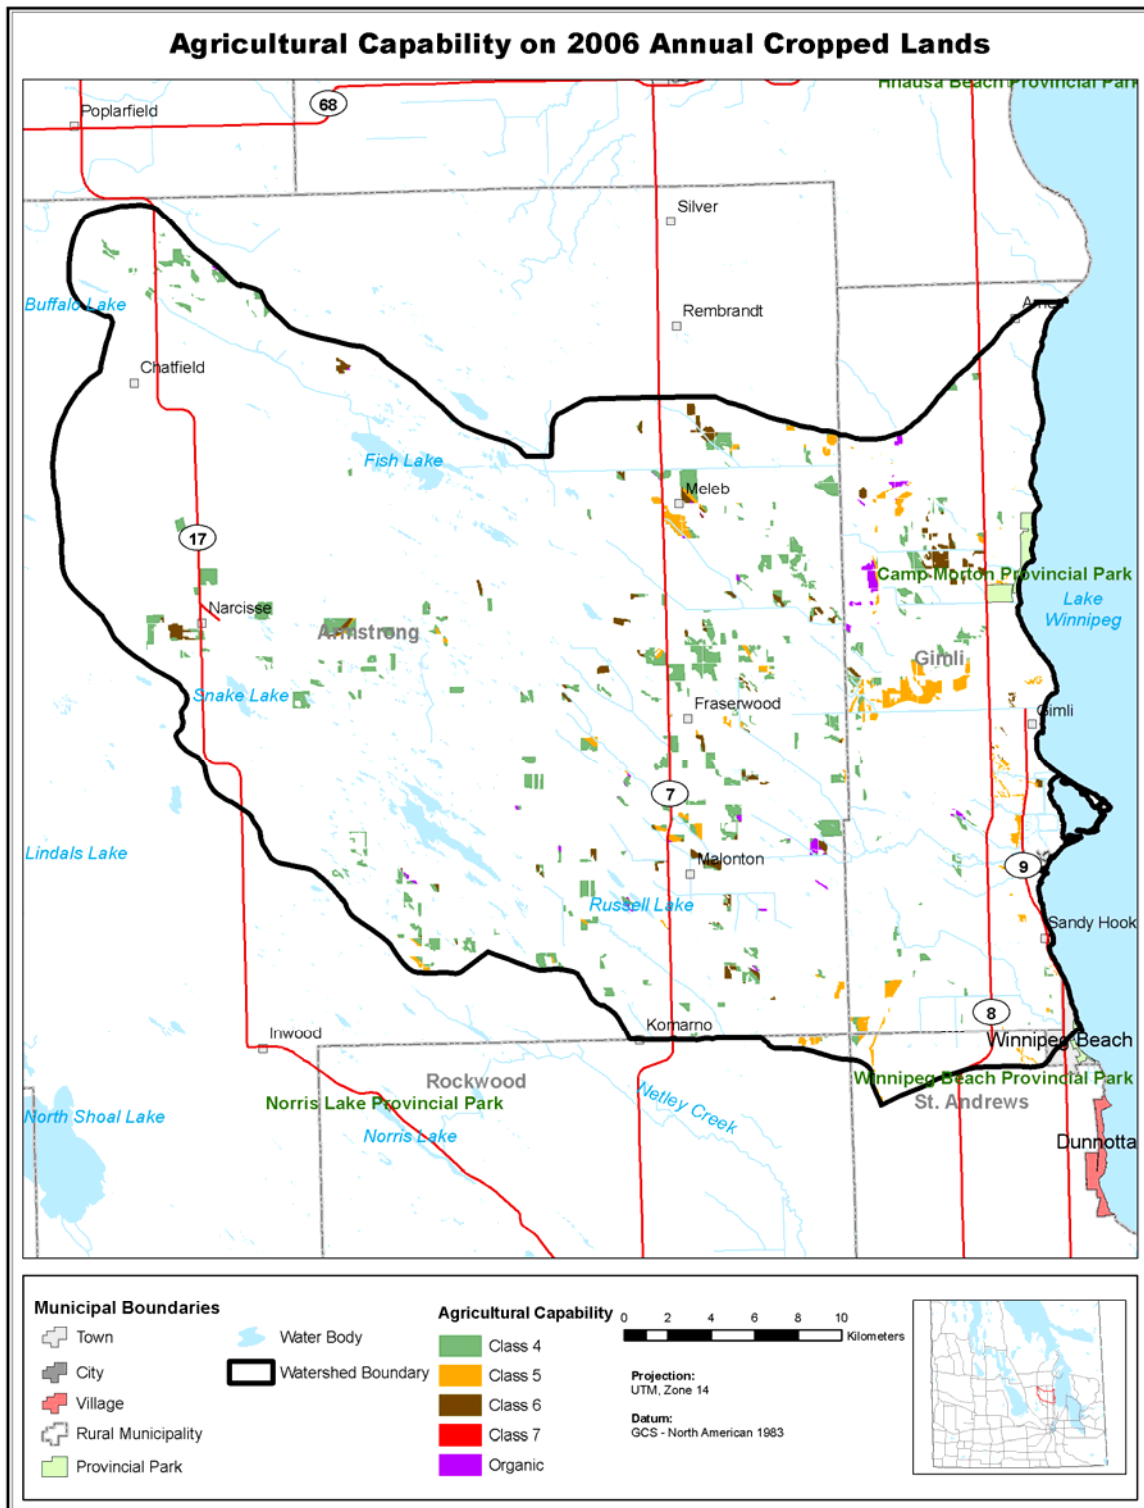 Agricultural Capability on 2006 Annual Cropped Lands
Hnausa Beach Provincial Park
68
Poplarfield
Silver
Buffalo Lake
Rembrandt
Chatfield
Fish Lake
Meleb
17
Camp Morton Provincial Park
Lake
Winnipeg
Narcisse
Armstrong
Gimli
Snake Lake
Fraserwood
Gimli
7
Lindals Lake
Malonton
9
Russell Lake
Sandy Hook
8
Komarno
Inwood
Winnipeg Beach
Rockwood
Winnipeg Beach Provincial Park
Norris Lake Provincial Park
St. Andrews
Netley Creek
North Shoal Lake
Norris Lake
Dunnotta
Municipal Boundaries
Town
City
Village
Rural Municipality
Provincial Park
Water Body
Watershed Boundary
Agricultural Capability
Class 4
Class 5
Class 6
Class 7
Organic
0 2 4 6 8 10
Kilometers
Projection:
UTM, Zone 14
Datum:
GCS - North American 1983